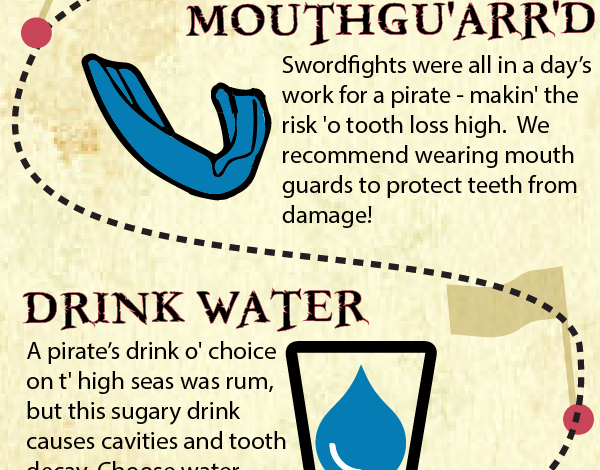 MOUTHGU'ARR'D
Swordfights were all in a day's
work for a pirate - makin' the
risk 'o tooth loss high.  We
recommend wearing mouth
guards to protect teeth from
damage!
DRINK WATER
A pirate's drink o' choice
on t' high seas was rum,
but this sugary drink
causes cavities and tooth
decay. Choose water